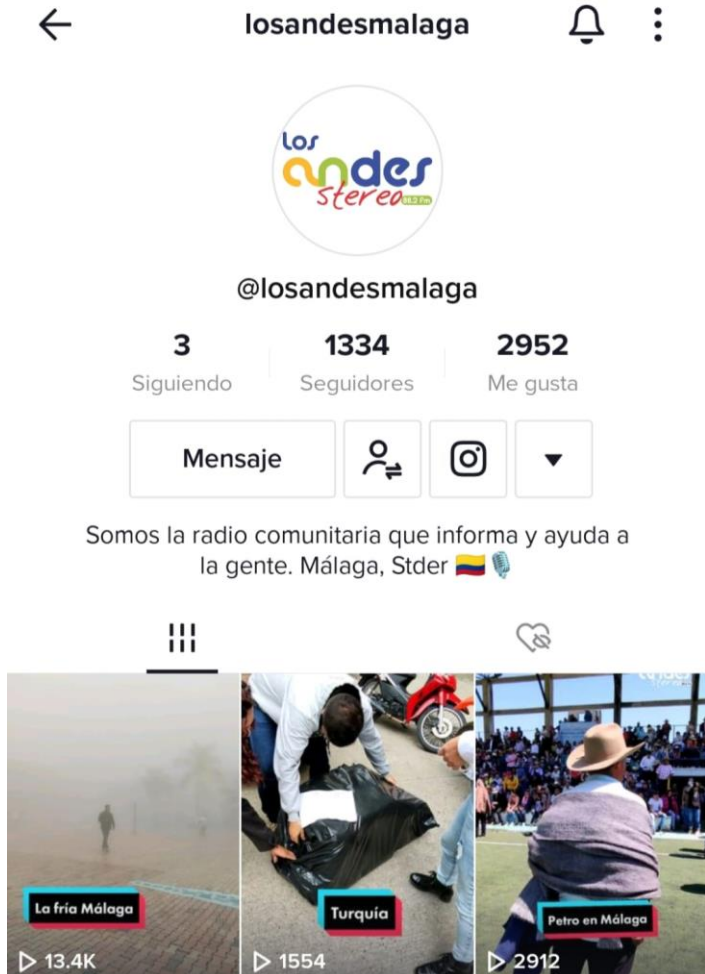 losandesmalaga
Los
andes
stereo
@losandesmalaga
3
1334
2952
Siguiendo
Seguidores
Me gusta
Mensaje
Somos la radio comunitaria que informa y ayuda a
la gente. Málaga, Stder 🇨🇴🎙️
La fría Málaga
Turquía
Petro en Málaga
13.4K
1554
2912